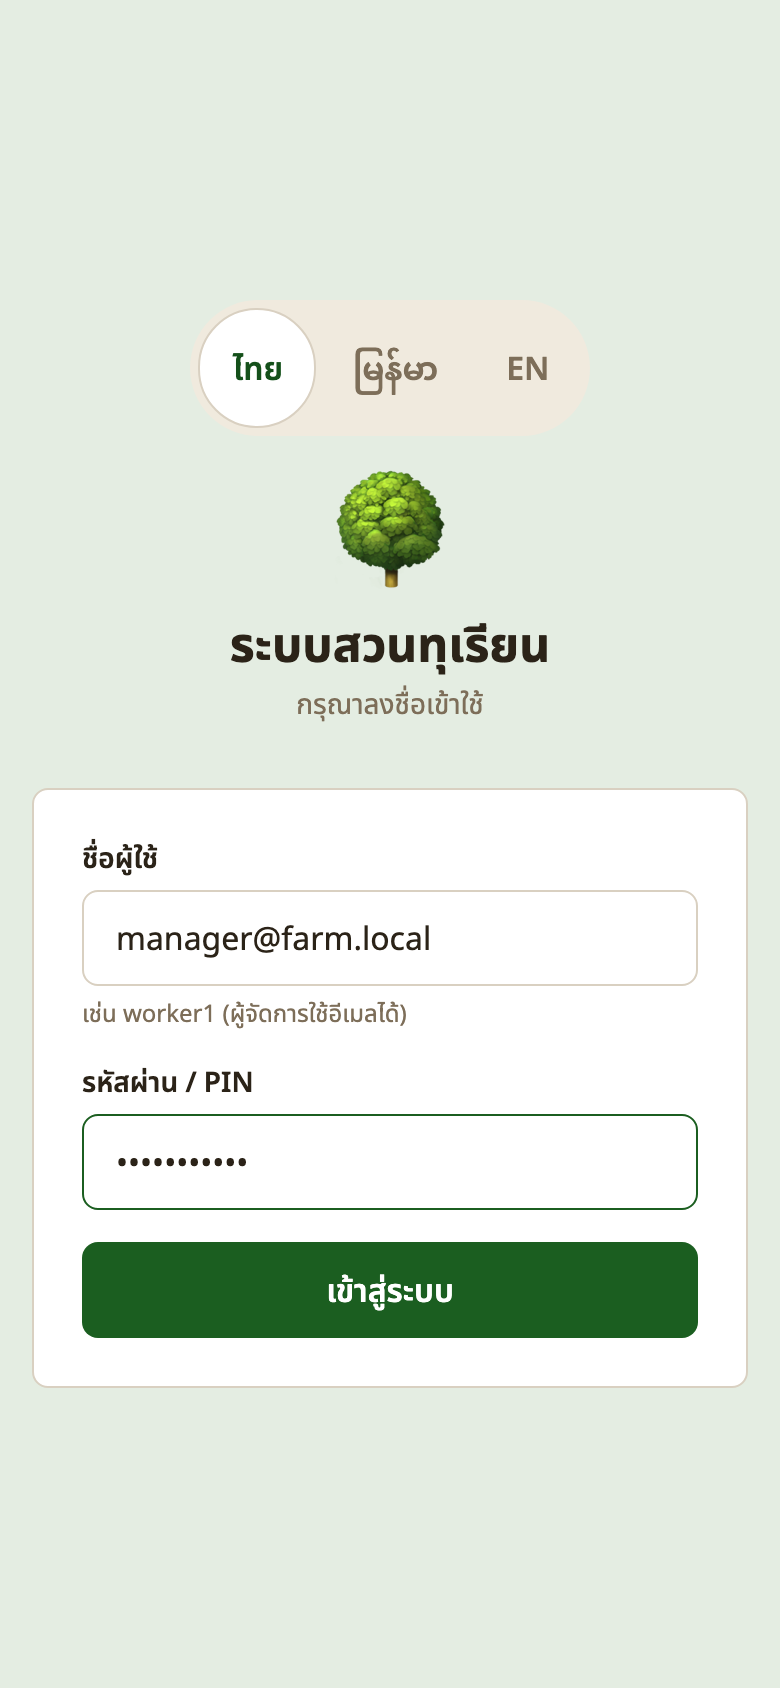 ไทย
မြန်မာ
EN
ระบบสวนทุเรียน
กรุณาลงชื่อเข้าใช้
ชื่อผู้ใช้
manager@farm.local
เช่น worker1 (ผู้จัดการใช้อีเมลได้)
รหัสผ่าน / PIN
•••••••••••
เข้าสู่ระบบ